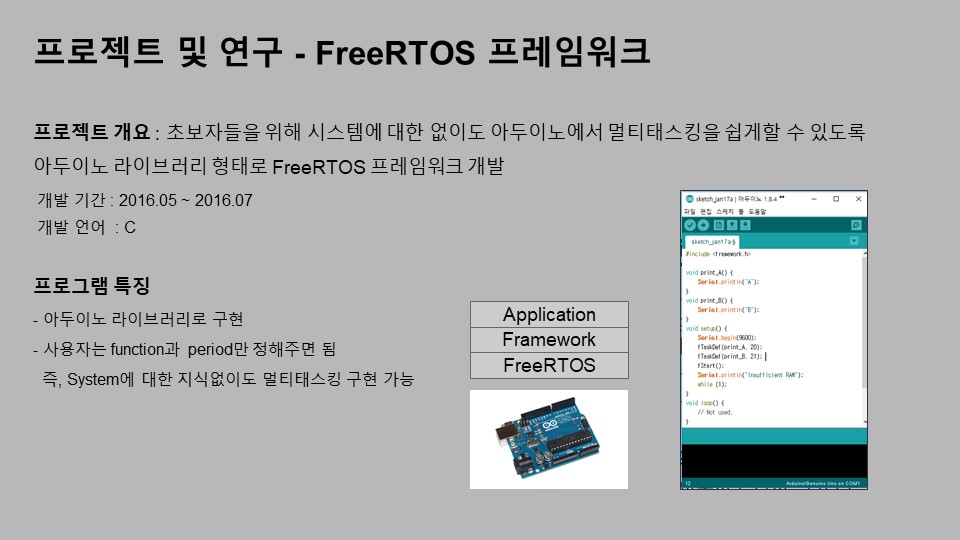 프로젝트 및 연구 - FreeRTOS 프레임워크
프로젝트 개요 : 초보자들을 위해 시스템에 대한 없이도 아두이노에서 멀티태스킹을 쉽게할 수 있도록
아두이노 라이브러리 형태로 FreeRTOS 프레임워크 개발
개발 기간 : 2016.05 ~ 2016.07
개발 언어 : C
프로그램 특징
- 아두이노 라이브러리로 구현
- 사용자는 function과 period만 정해주면 됨
즉, System에 대한 지식없이도 멀티태스킹 구현 가능
Application
Framework
FreeRTOS
sketch_jan17a | 아두이노 1.8.4
파일 편집 스케치 툴 도움말
sketch_jan17a §
#include <framework.h>
void print_A() {
Serial.println("A");
}
void print_B() {
Serial.println("B");
}
void setup() {
Serial.begin(9600);
fTaskDef(print_A, 20);
fTaskDef(print_B, 21);
fStart();
Serial.println("Insufficient RAM");
while (1);
}
void loop() {
// Not used.
}
12 Arduino/Genuino Uno on COM1